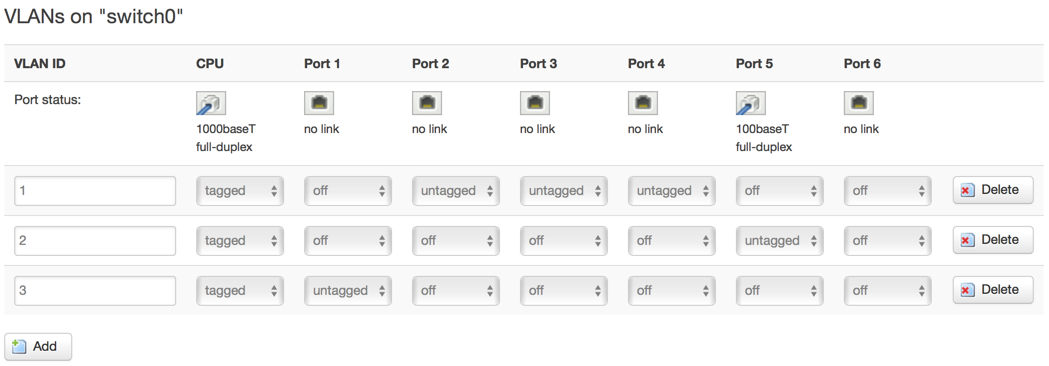 VLANs on "switch0"
VLAN ID CPU Port 1 Port 2 Port 3 Port 4 Port 5 Port 6
Port status:
1000baseT no link no link no link no link 100baseT no link
full-duplex full-duplex
1 tagged off untagged untagged untagged off off Delete
2 tagged off off off off untagged off Delete
3 tagged untagged off off off off off Delete
Add